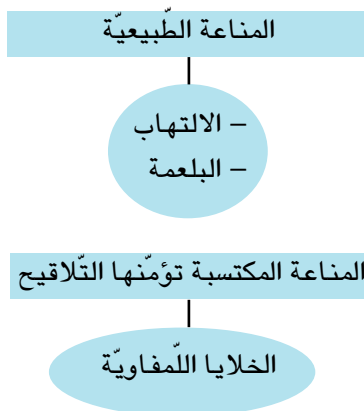 المناعة الطّبيعيّة
– الالتهاب
– البلعمة
المناعة المكتسبة تؤمّنها التّلاقيح
الخلايا اللّمفاويّة